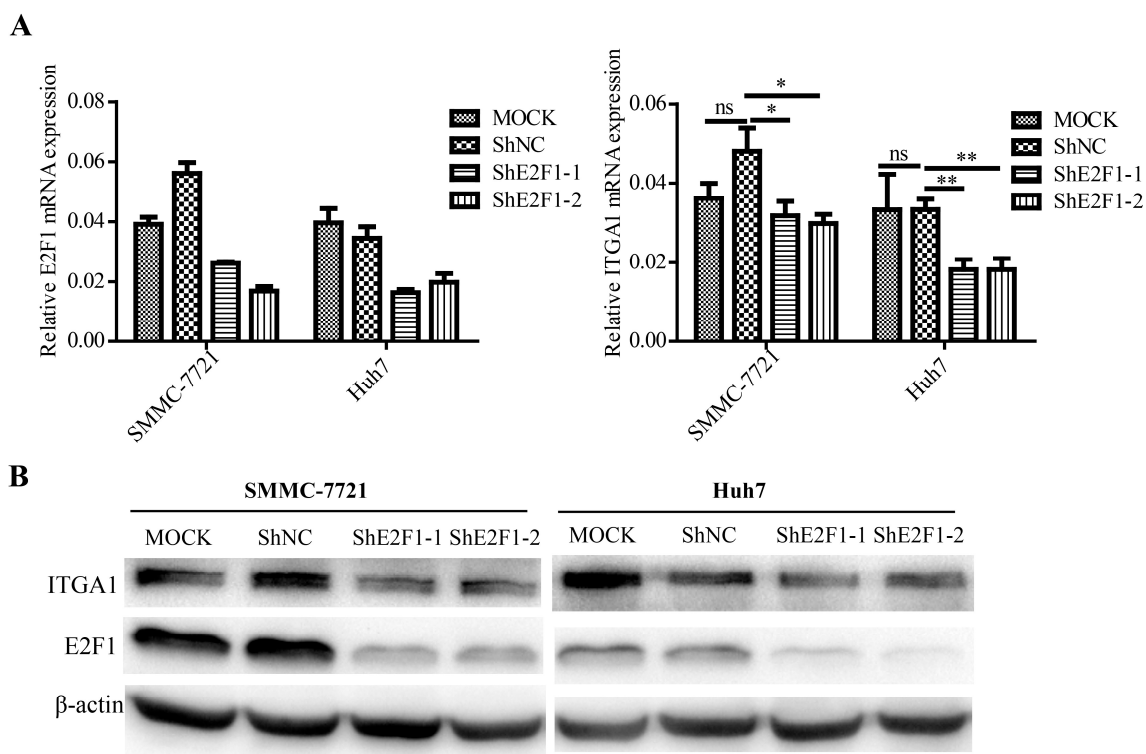 A
Relative E2F1 mRNA expression
0.08
0.06
0.04
0.02
0.00
SMMC-7721
Huh7
MOCK
ShNC
ShE2F1-1
ShE2F1-2
Relative ITGA1 mRNA expression
0.06
0.04
0.02
0.00
ns
*
*
ns
**
**
SMMC-7721
Huh7
MOCK
ShNC
ShE2F1-1
ShE2F1-2
B
SMMC-7721
Huh7
MOCK ShNC ShE2F1-1 ShE2F1-2
MOCK ShNC ShE2F1-1 ShE2F1-2
ITGA1
E2F1
β-actin